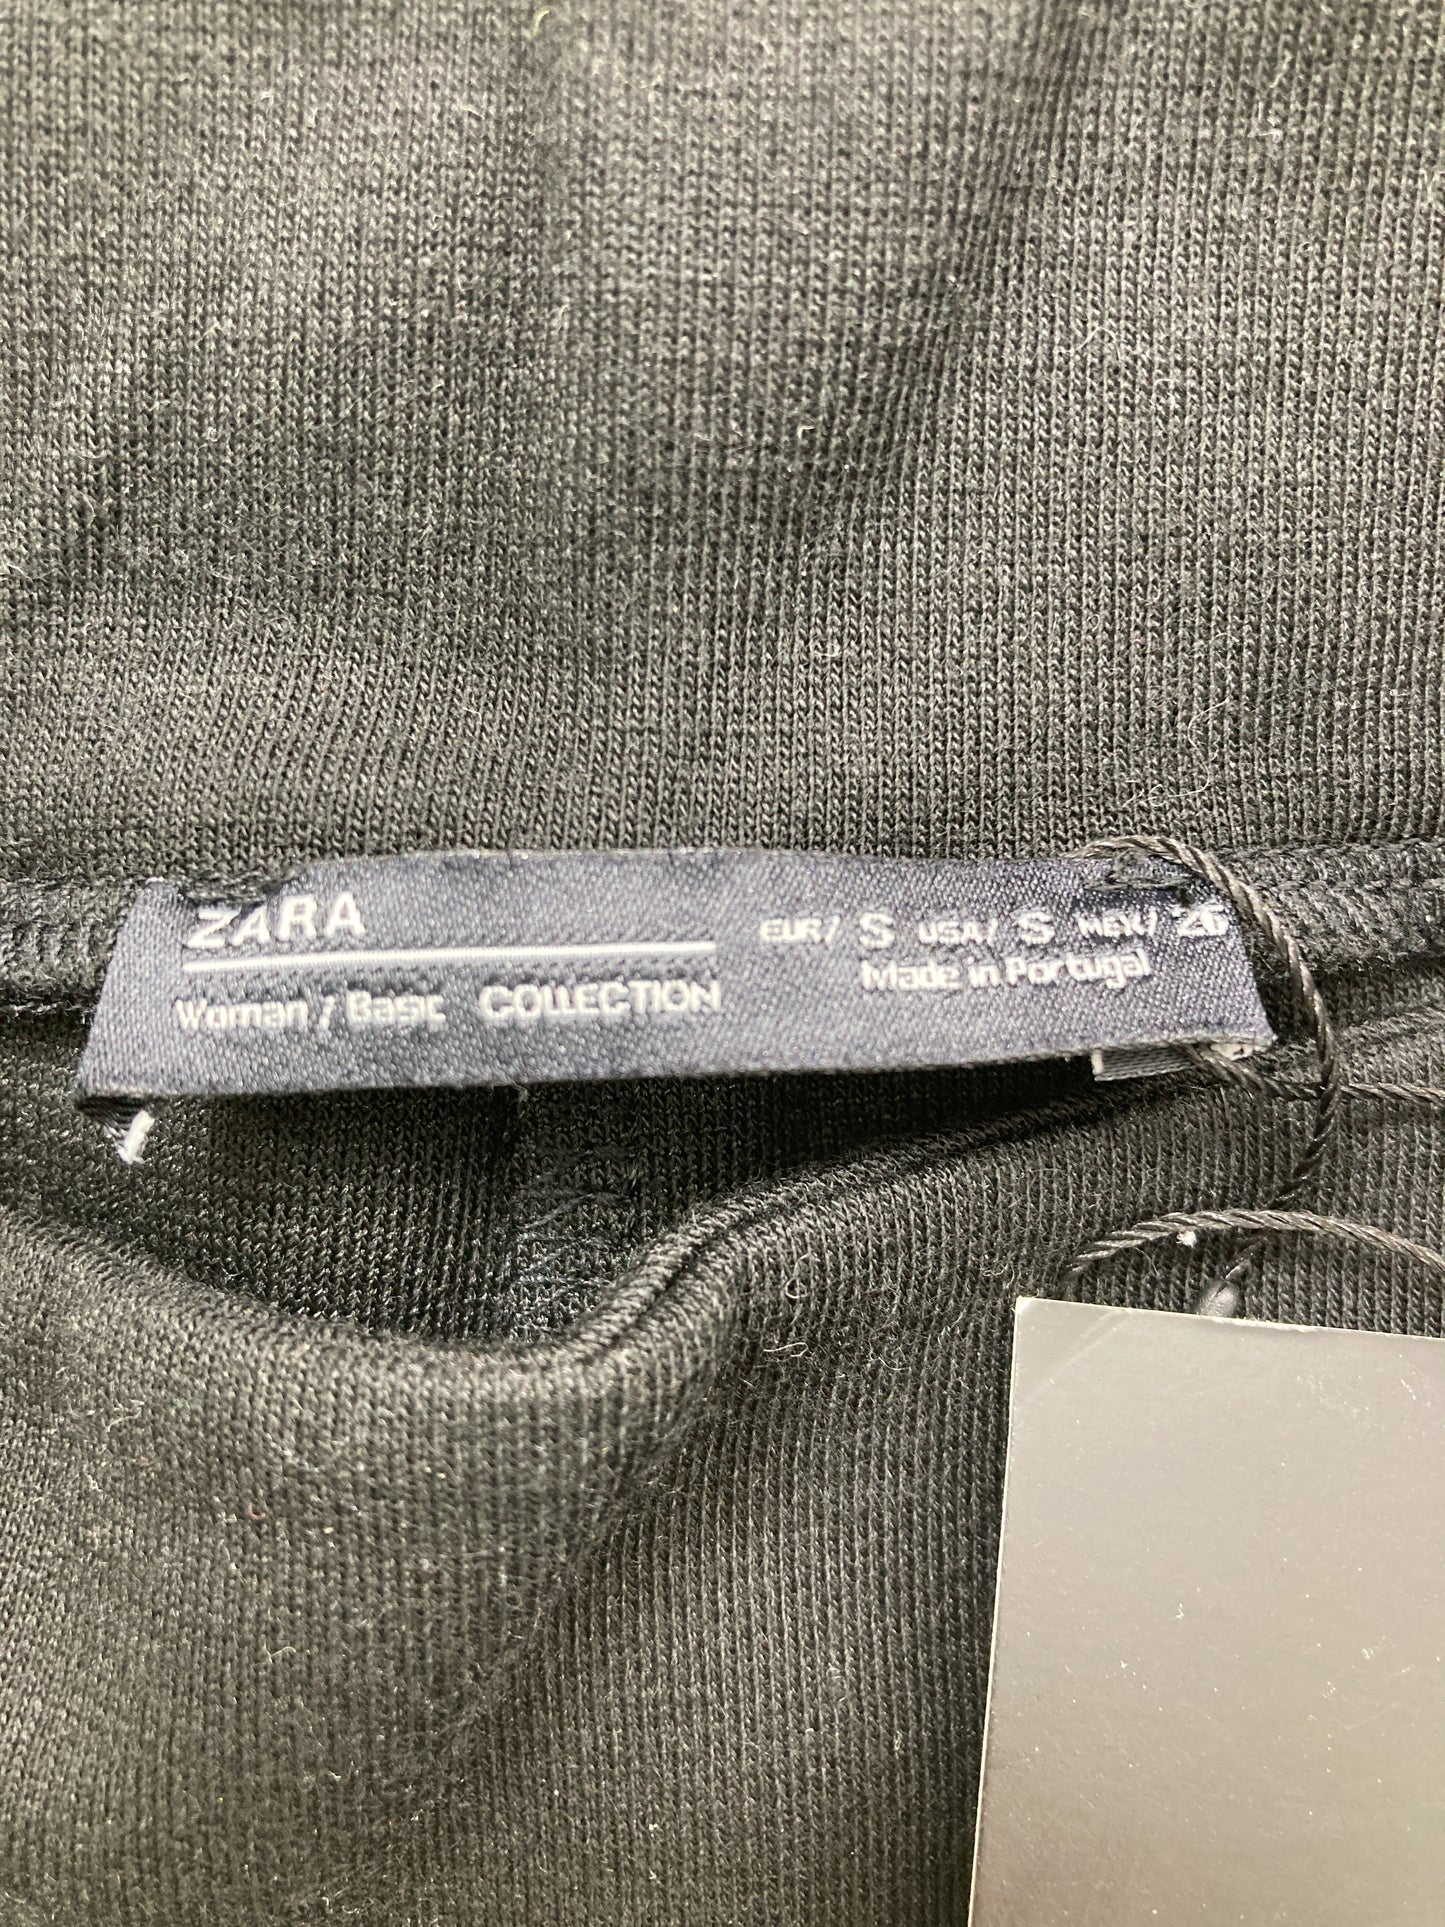 ZARA
Woman / Basic COLLECTION
EUR/ S USA/ S MEX/ 26
Made in Portugal